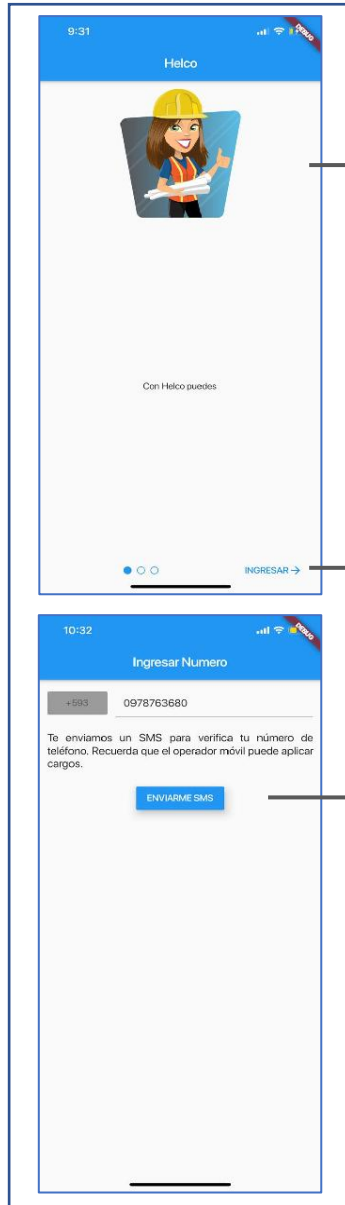 9:31
DEBUG
Helco
Con Helco puedes
INGRESAR →
10:32
DEBUG
Ingresar Numero
+593 0978763680
Te enviamos un SMS para verifica tu número de
teléfono. Recuerda que el operador móvil puede aplicar
cargos.
ENVIARME SMS